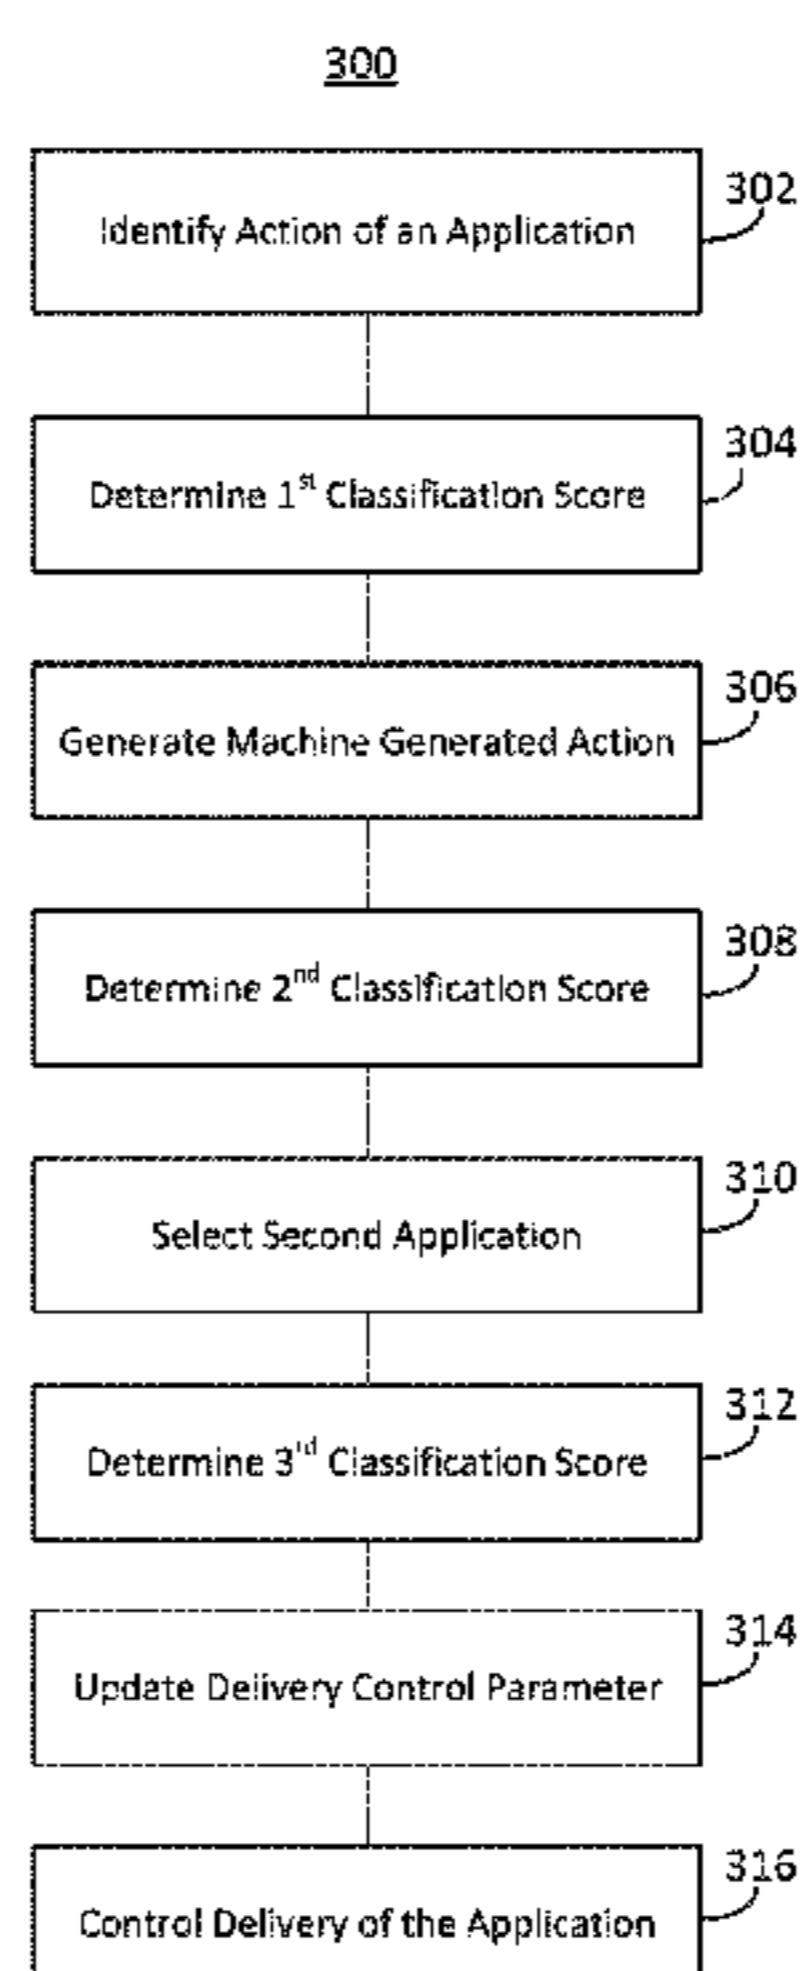 300
Identify Action of an Application
302
Determine 1st Classification Score
304
Generate Machine Generated Action
306
Determine 2nd Classification Score
308
Select Second Application
310
Determine 3rd Classification Score
312
Update Delivery Control Parameter
314
Control Delivery of the Application
316